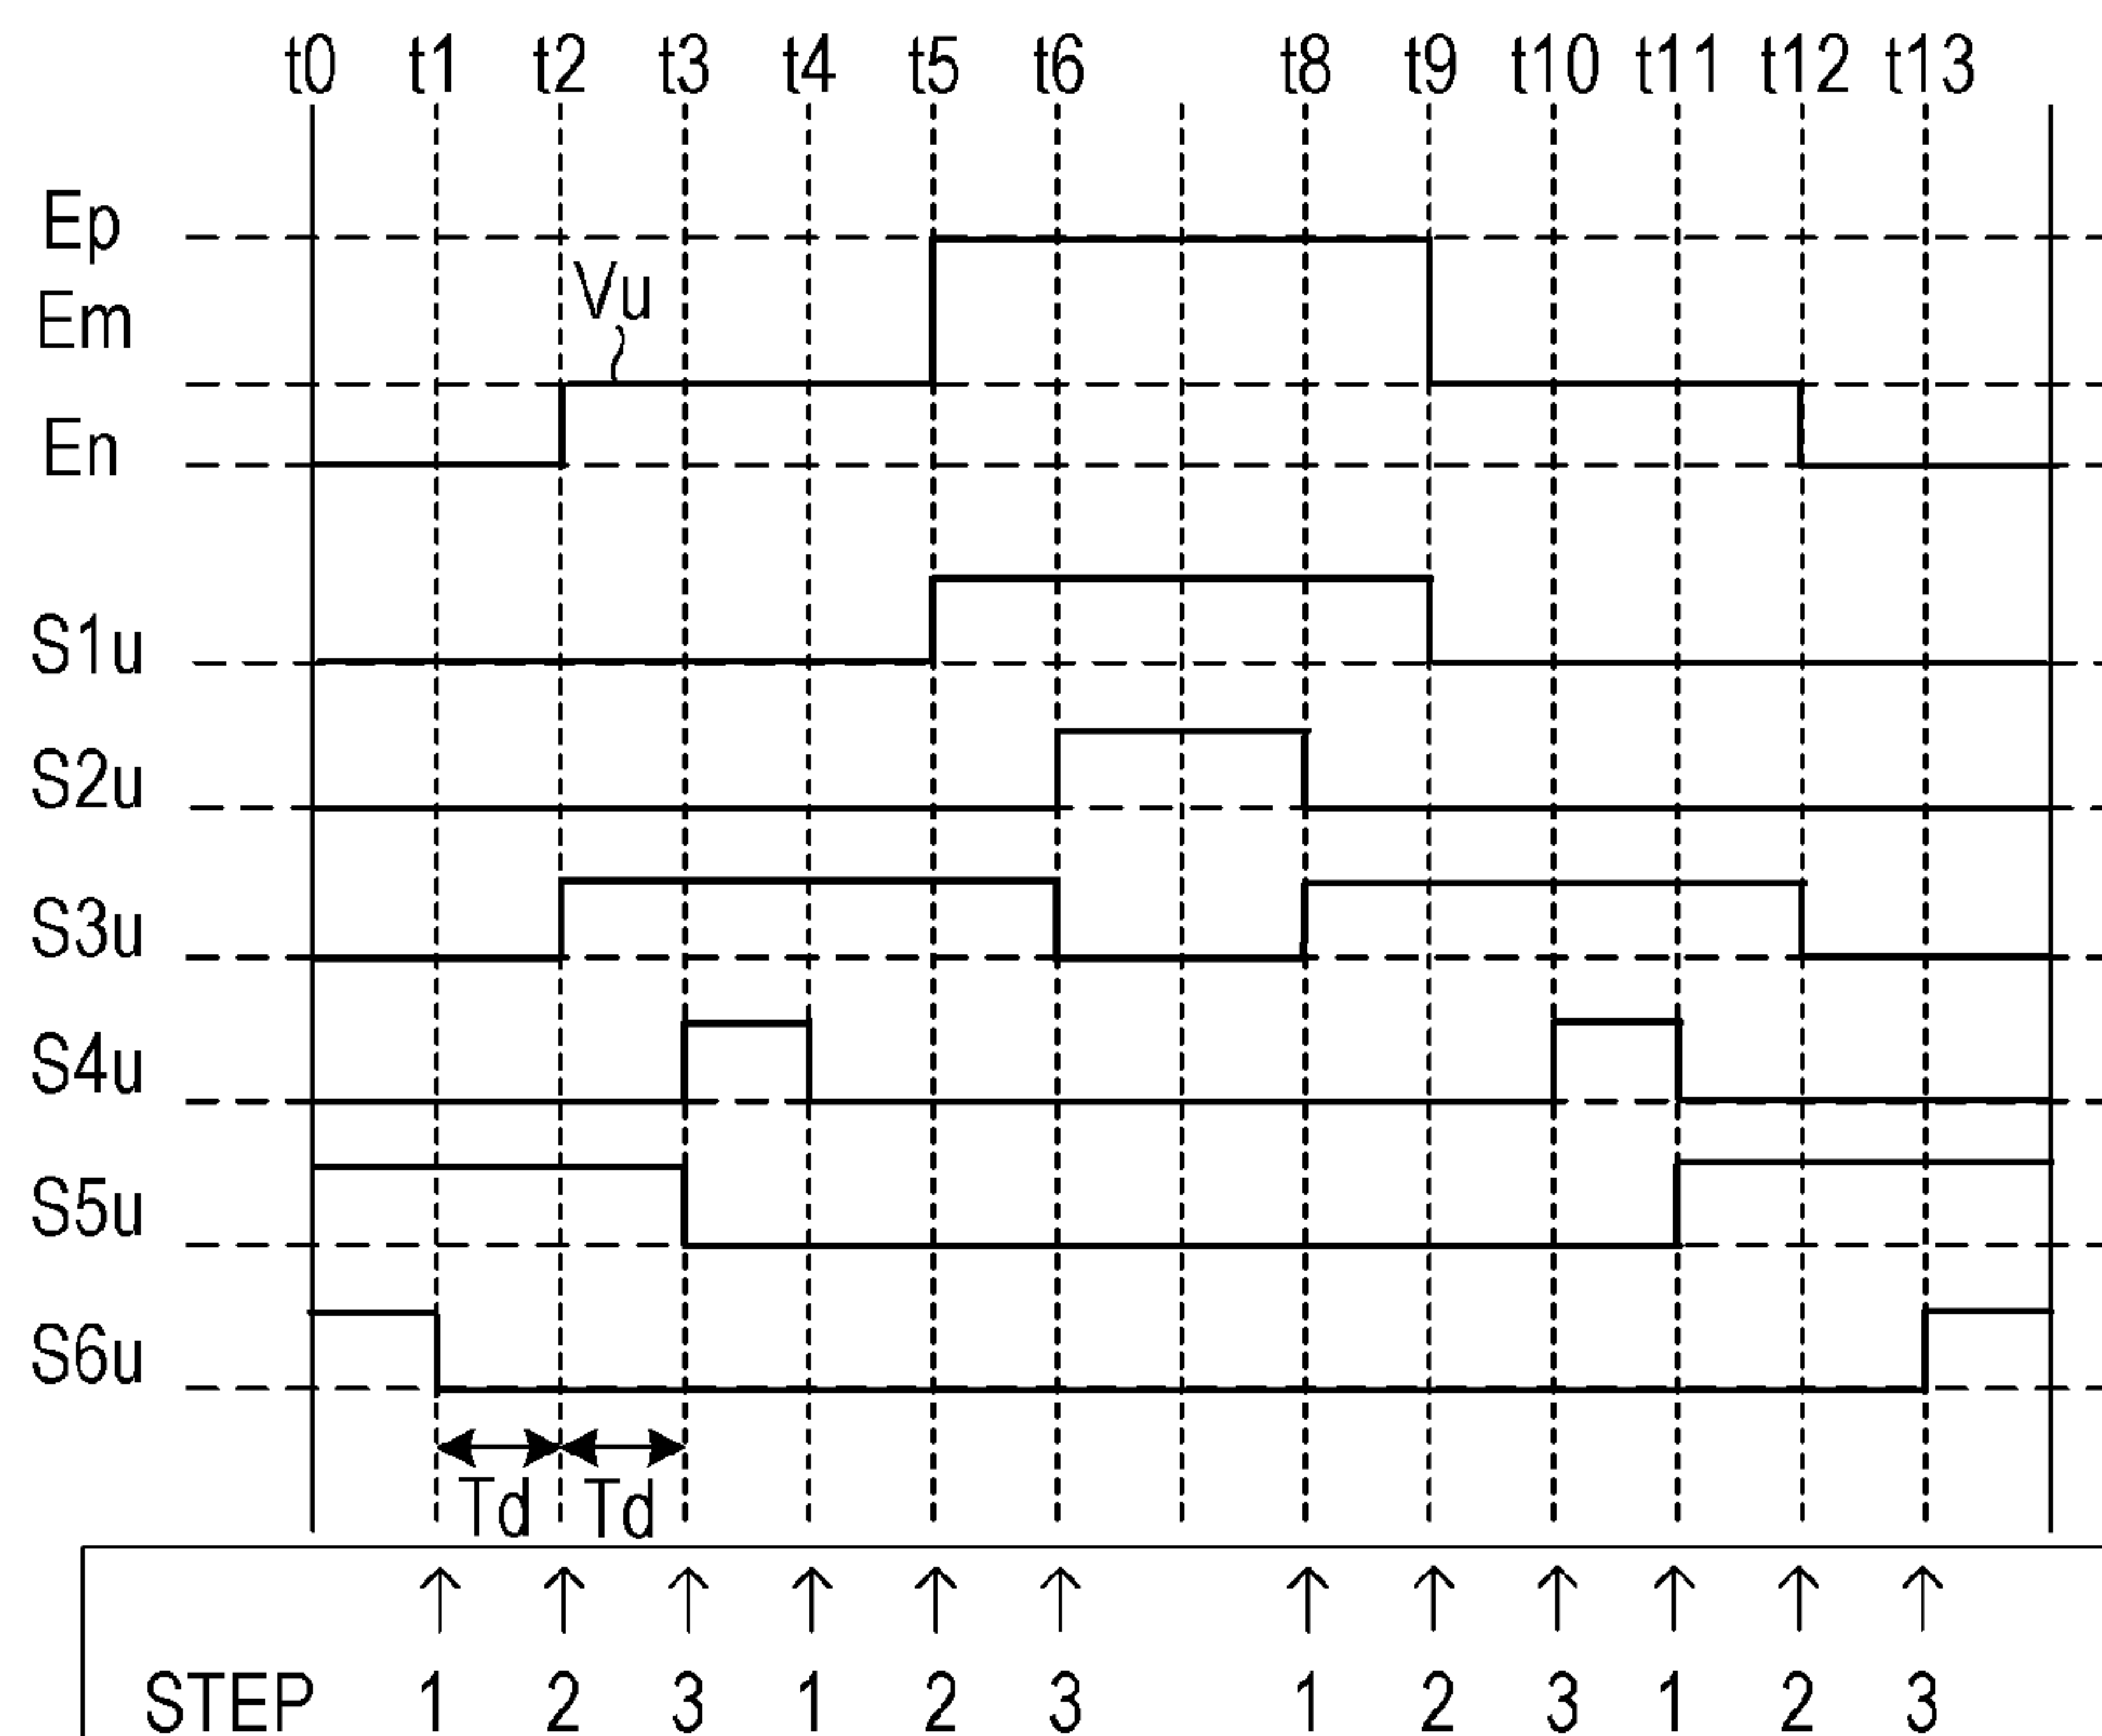 t0 t1 t2 t3 t4 t5 t6 t8 t9 t10 t11 t12 t13
Ep
Vu
Em
En
S1u
S2u
S3u
S4u
S5u
S6u
Td Td
STEP 1 2 3 1 2 3 1 2 3 1 2 3